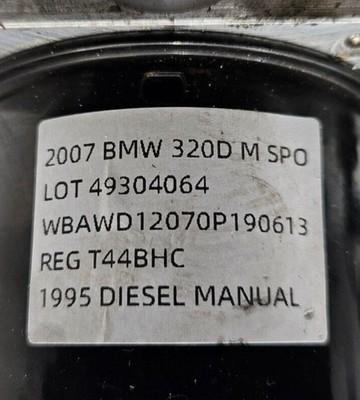 2007 BMW 320D M SPO
LOT 49304064
WBAWD12070P190613
REG T44BHC
1995 DIESEL MANUAL